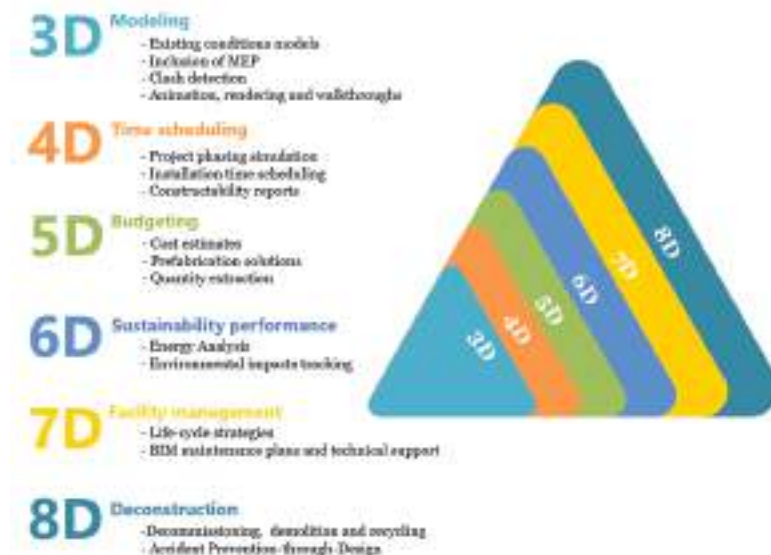 3D Modeling
- Existing conditions models
- Inclusion of MEP
- Clash detection
- Animation, rendering and walkthroughs
4D Time scheduling
- Project phasing simulation
- Installation time scheduling
- Constructability reports
5D Budgeting
- Cost estimates
- Prefabrication solutions
- Quantity extraction
6D Sustainability performance
- Energy Analysis
- Environmental impacts tracking
7D Facility management
- Life-cycle strategies
- BIM maintenance plans and technical support
8D Deconstruction
-Decommissoning, demolition and recycling
- Accident Prevention-through-Design
3D
4D
5D
6D
7D
8D